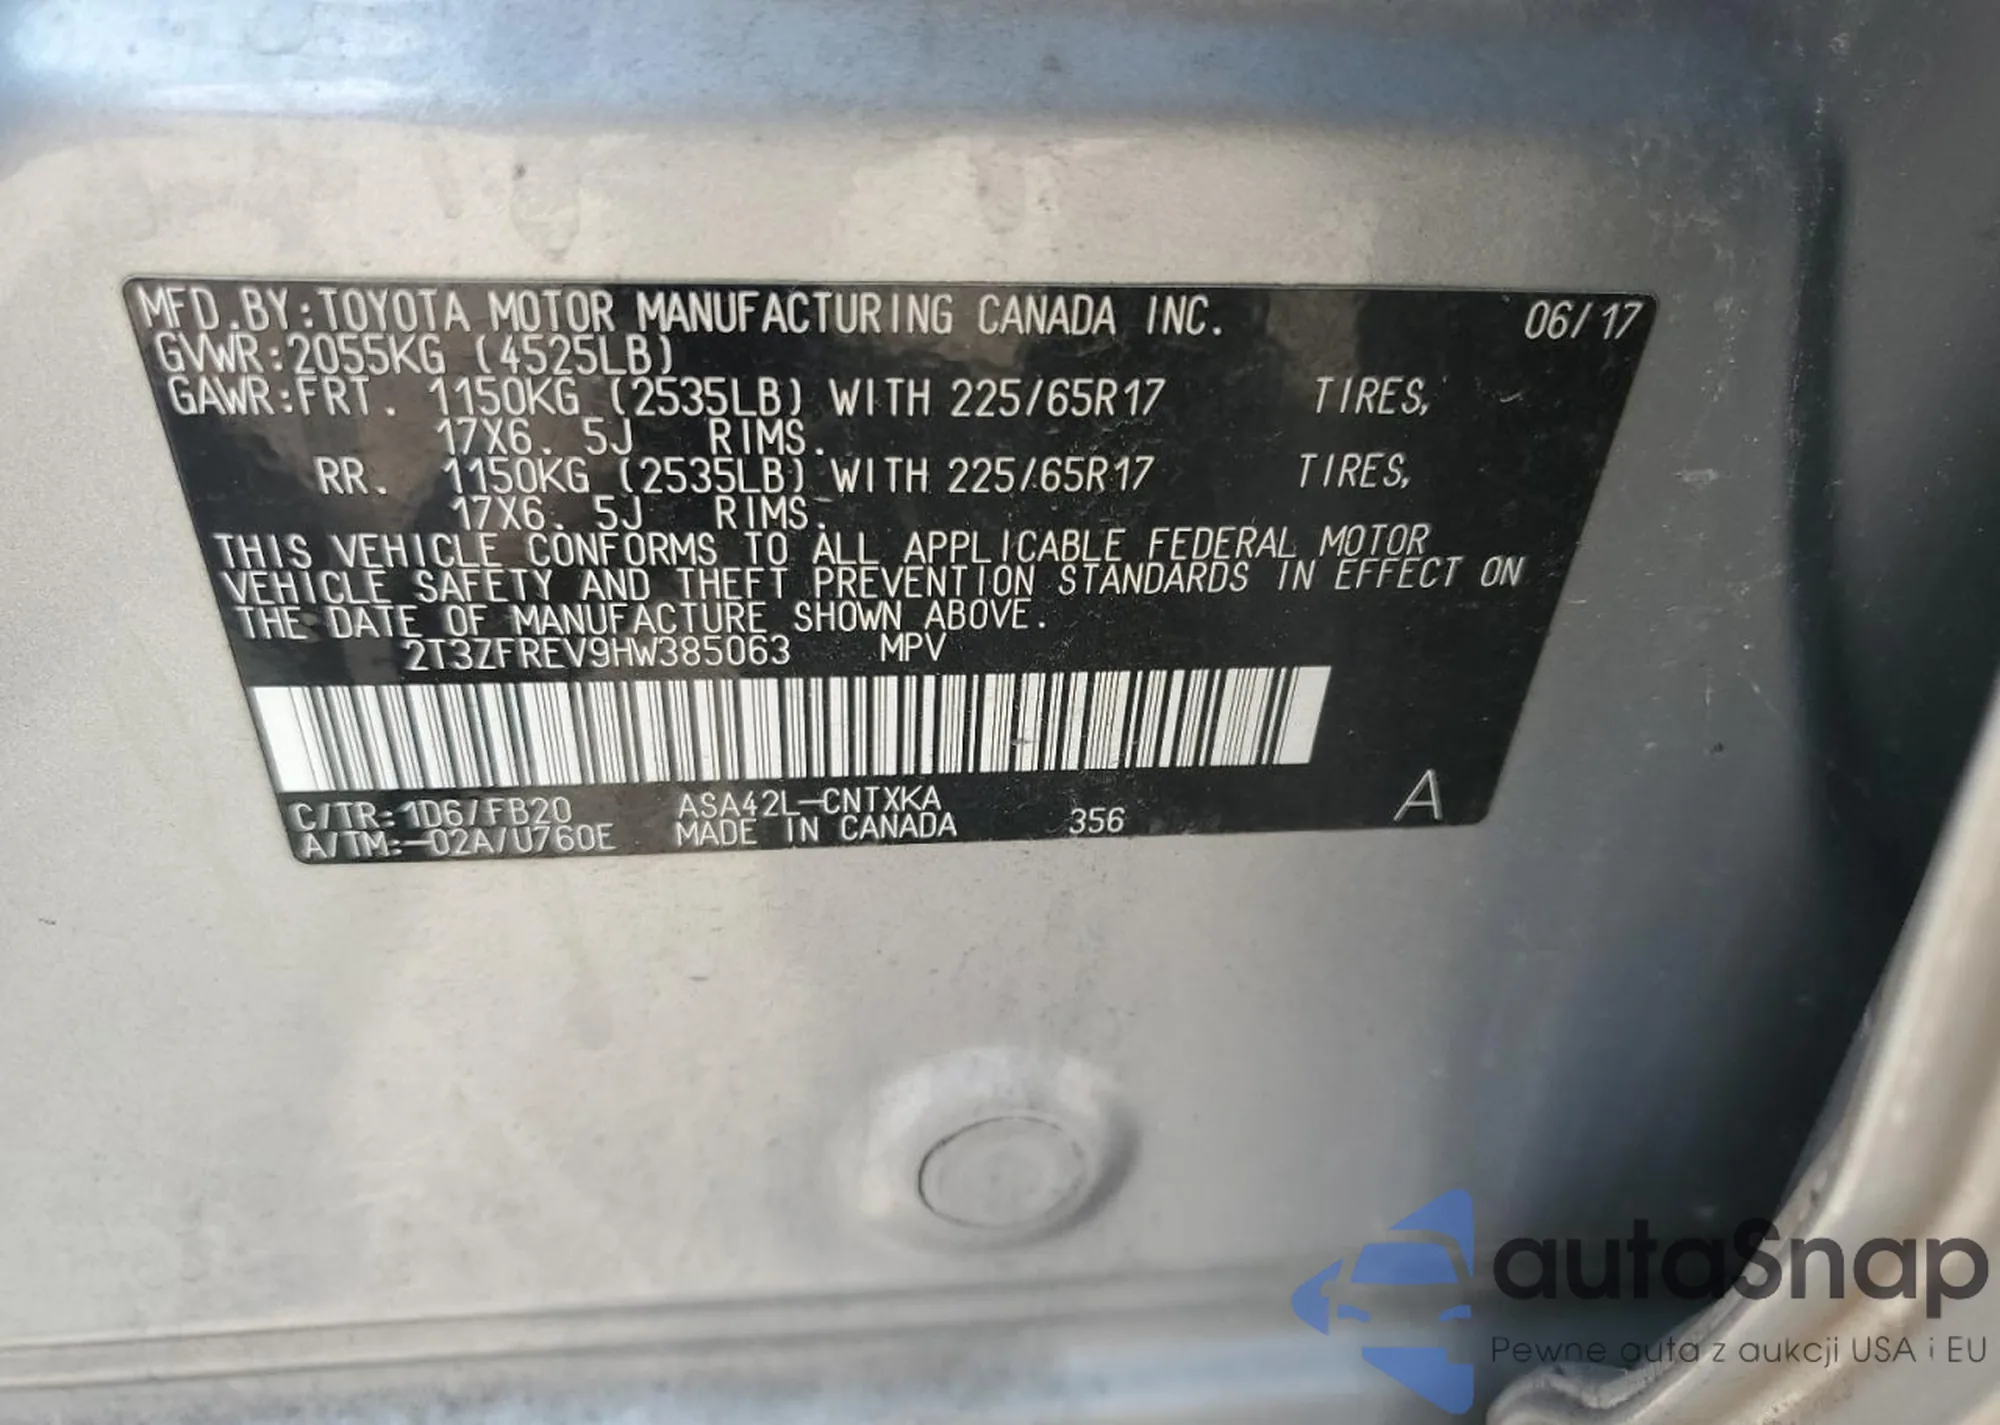 MFD.BY:TOYOTA MOTOR MANUFACTURING CANADA INC. 06/17
GVWR:2055KG (4525LB)
GAWR:FRT. 1150KG (2535LB) WITH 225/65R17 TIRES,
17X6. 5J RIMS.
RR. 1150KG (2535LB) WITH 225/65R17 TIRES,
17X6. 5J RIMS.
THIS VEHICLE CONFORMS TO ALL APPLICABLE FEDERAL MOTOR
VEHICLE SAFETY AND THEFT PREVENTION STANDARDS IN EFFECT ON
THE DATE OF MANUFACTURE SHOWN ABOVE.
2T3ZFREV9HW385063 MPV
C/TR:1D6/FB20 ASA42L-CNTXKA
A/TM:-02A/U760E MADE IN CANADA 356 A
autaSnap
Pewne auta z aukcji USA i EU